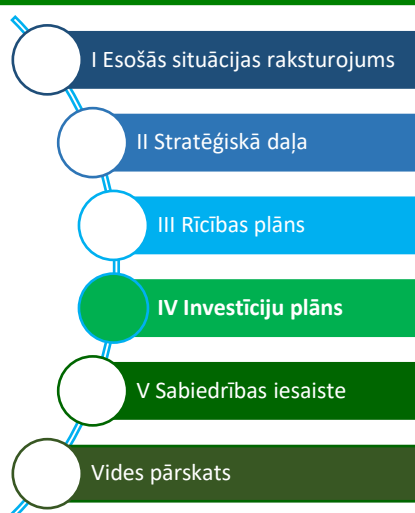 I Esošās situācijas raksturojums
II Stratēģiskā daļa
III Rīcības plāns
IV Investīciju plāns
V Sabiedrības iesaiste
Vides pārskats